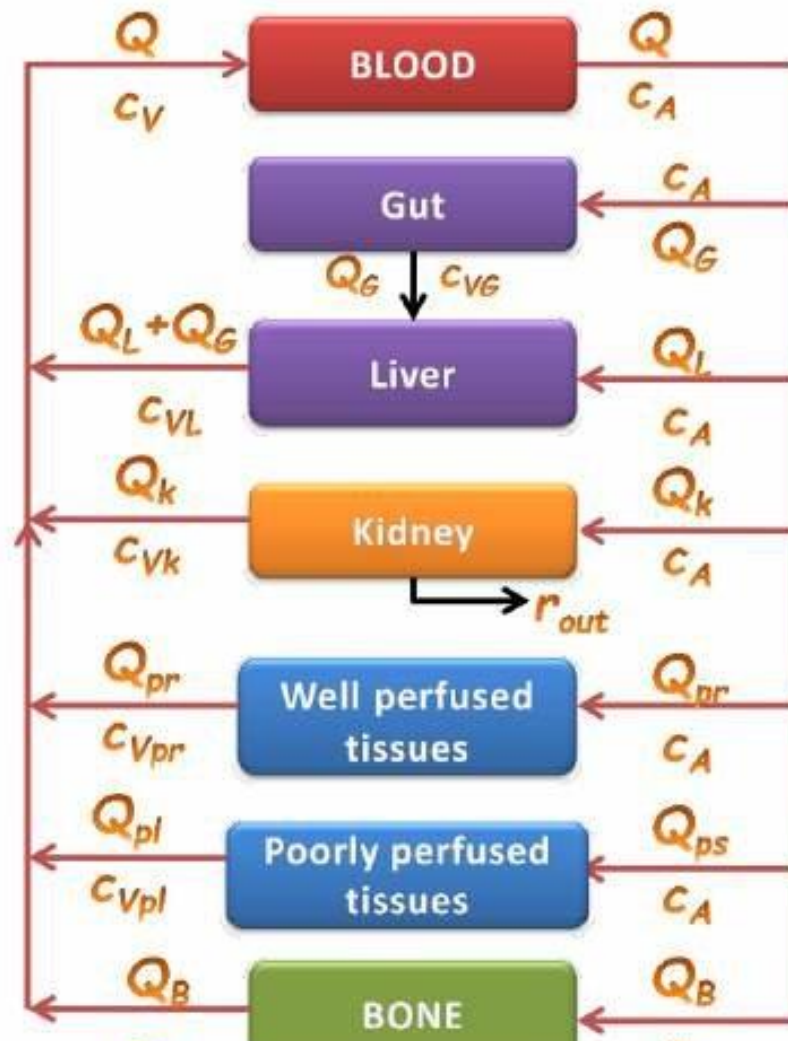 Q
BLOOD
Q
c_V
c_A
Gut
c_A
Q_G
Q_G
c_VG
Q_L+Q_G
Liver
Q_L
c_VL
c_A
Q_k
Kidney
Q_k
c_Vk
c_A
r_out
Q_pr
Well perfused
tissues
Q_pr
c_Vpr
c_A
Q_pl
Poorly perfused
tissues
Q_ps
c_Vpl
c_A
Q_B
BONE
Q_B